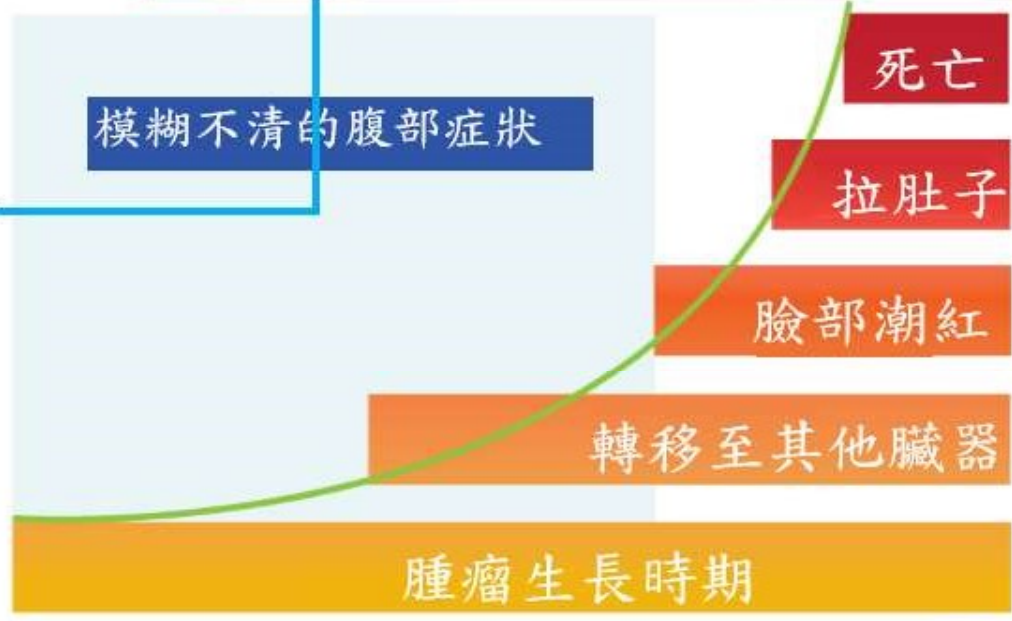 死亡
模糊不清的腹部症狀
拉肚子
臉部潮紅
轉移至其他臟器
腫瘤生長時期